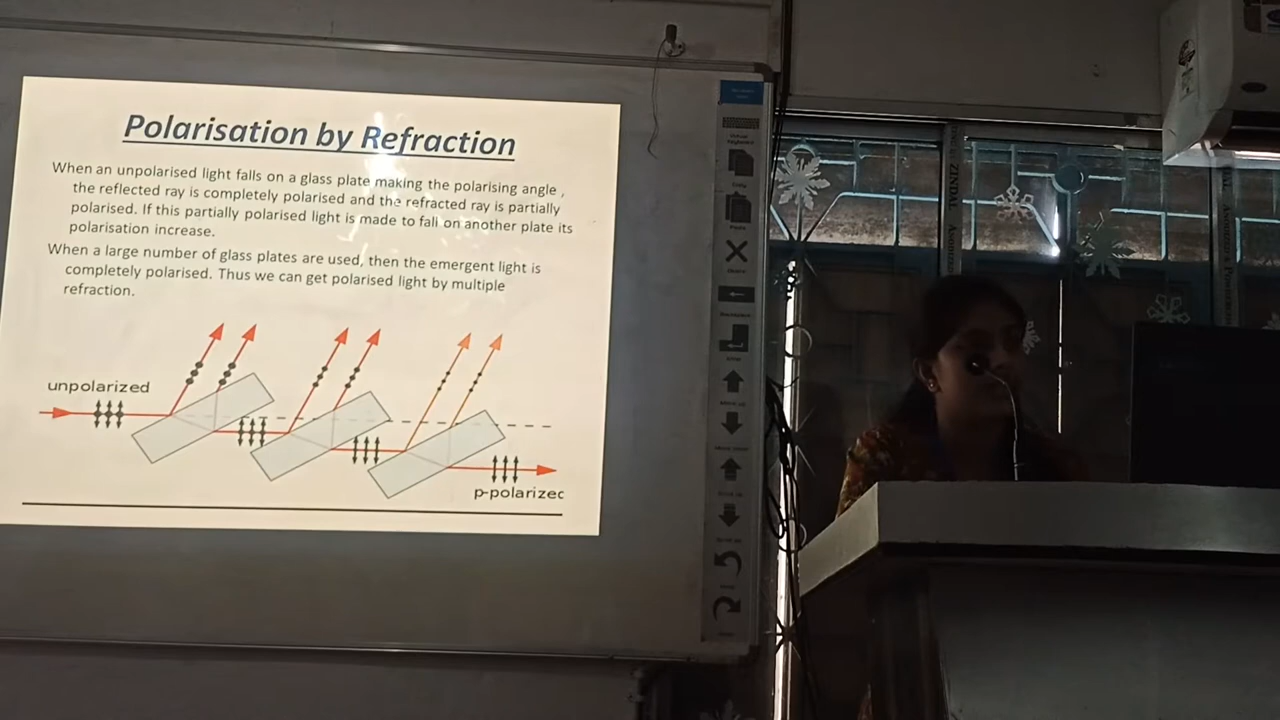 Polarisation by Refraction
When an unpolarised light falls on a glass plate making the polarising angle ,
the reflected ray is completely polarised and the refracted ray is partially
polarised. If this partially polarised light is made to fall on another plate its
polarisation increase.
When a large number of glass plates are used, then the emergent light is
completely polarised. Thus we can get polarised light by multiple
refraction.
unpolarized
p-polarized
ZINDAL